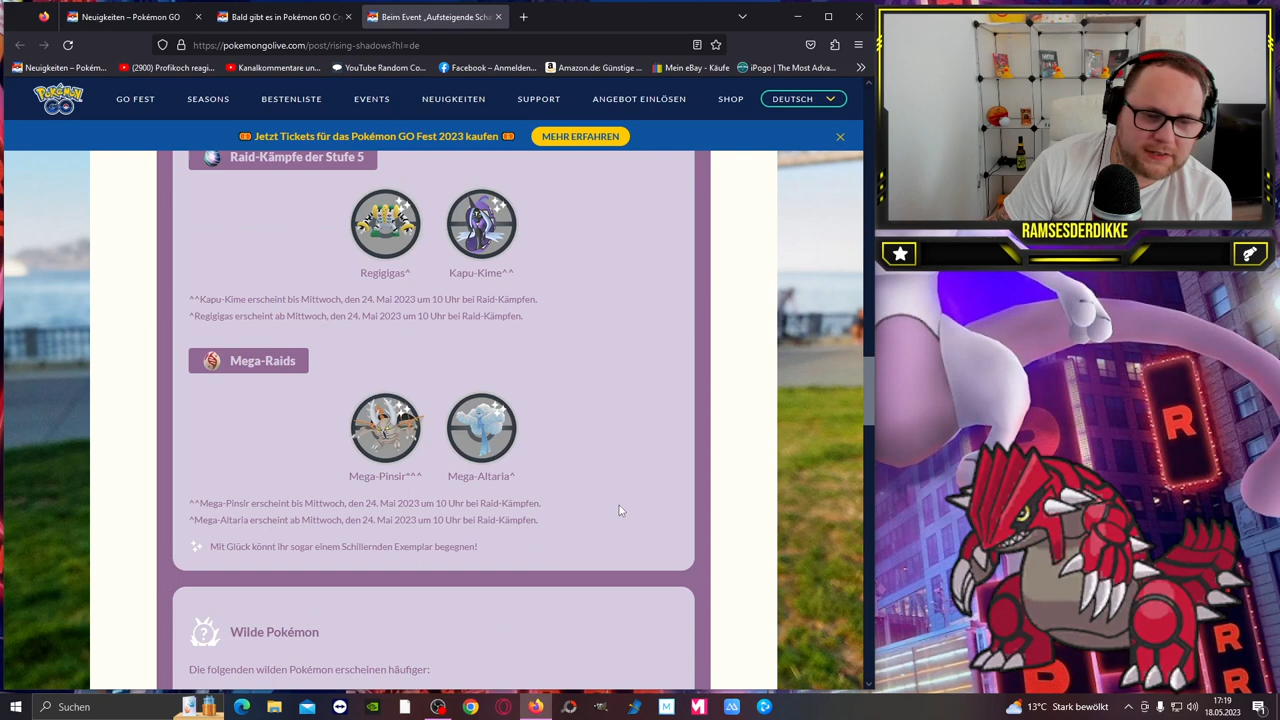 Neuigkeiten – Pokémon GO
Bald gibt es in Pokémon GO C
Beim Event „Aufsteigende Scha
https://pokemongolive.com/post/rising-shadows?hl=de
Neuigkeiten – Pokém...
(2900) Profikoch reagi...
Kanalkommentare un...
YouTube Banner
Facebook – Anmelden...
Amazon.de: Günstige ...
Mein eBay - Käufe
iPogo | The Most Adva...
POKÉMON GO
GO FEST
SEASONS
BESTENLISTE
EVENTS
NEUIGKEITEN
SUPPORT
ANGEBOT EINLÖSEN
SHOP
DEUTSCH
Jetzt Tickets für das Pokémon GO Fest 2023 kaufen
MEHR ERFAHREN
Raid-Kämpfe der Stufe 5
Regigigas^
Kapu-Kime^^
^^Kapu-Kime erscheint bis Mittwoch, den 24. Mai 2023 um 10 Uhr bei Raid-Kämpfen.
^Regigigas erscheint ab Mittwoch, den 24. Mai 2023 um 10 Uhr bei Raid-Kämpfen.
Mega-Raids
Mega-Pinsir^^^
Mega-Altaria^
^^Mega-Pinsir erscheint bis Mittwoch, den 24. Mai 2023 um 10 Uhr bei Raid-Kämpfen.
^Mega-Altaria erscheint ab Mittwoch, den 24. Mai 2023 um 10 Uhr bei Raid-Kämpfen.
Mit Glück könnt ihr sogar einem Schillernden Exemplar begegnen!
Wilde Pokémon
Die folgenden wilden Pokémon erscheinen häufiger:
RAMSESDERDIKKE
R
R
R
Suchen
13°C Stark bewölkt
17:19
18.05.2023